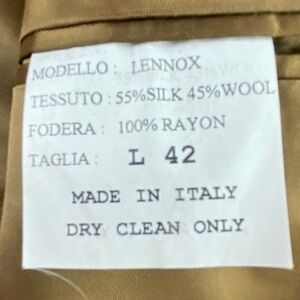 MODELLO : LENNOX
TESSUTO : 55%SILK 45%WOOL
FODERA : 100% RAYON
TAGLIA : L 42
MADE IN ITALY
DRY CLEAN ONLY